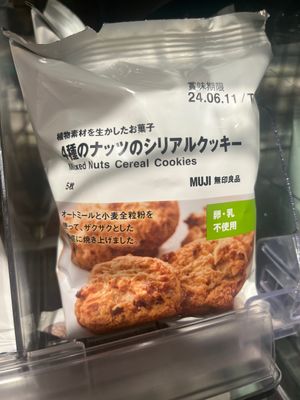 賞味期限
24.06.11/T
植物素材を生かしたお菓子
4種のナッツのシリアルクッキー
Mixed Nuts Cereal Cookies
5枚
MUJI 無印良品
オートミールと小麦全粒粉を
使って、サクサクとした
に焼き上げました
卵・乳
不使用